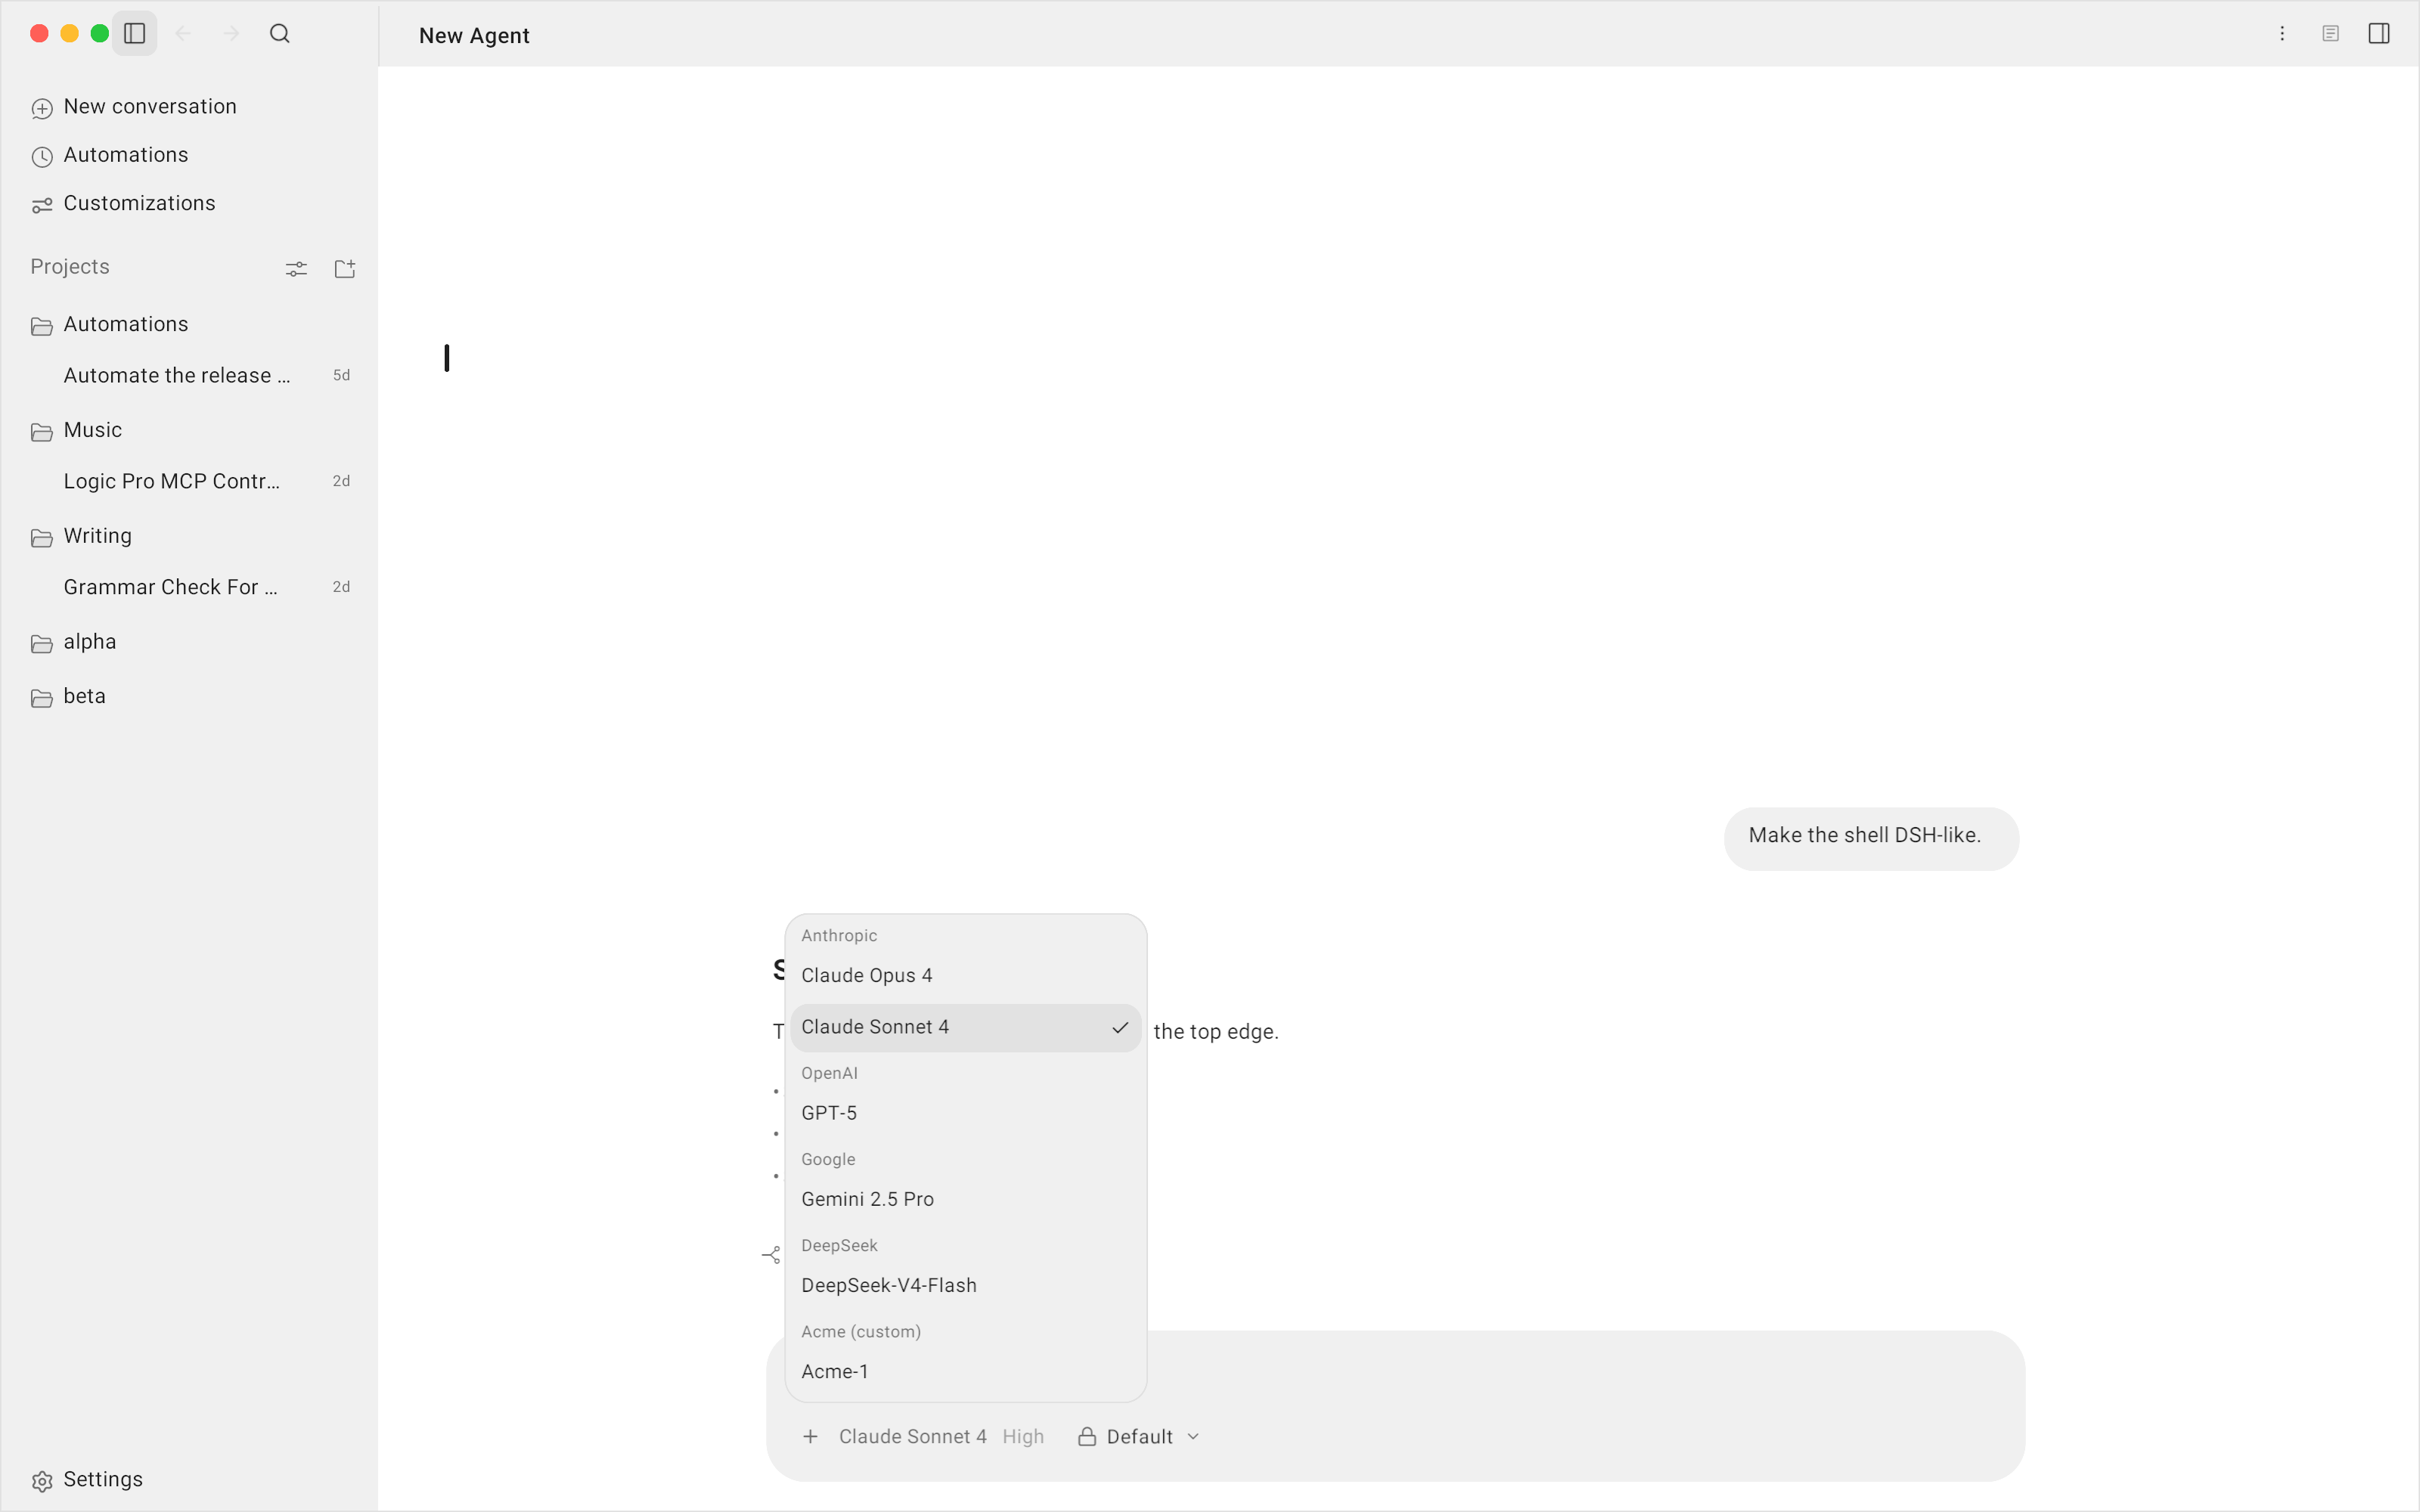 New Agent
New conversation
Automations
Customizations
Projects
Automations
Automate the release ... 5d
Music
Logic Pro MCP Contr... 2d
Writing
Grammar Check For ... 2d
alpha
beta
Settings
Make the shell DSH-like.
S
T the top edge.
Anthropic
Claude Opus 4
Claude Sonnet 4
OpenAI
GPT-5
Google
Gemini 2.5 Pro
DeepSeek
DeepSeek-V4-Flash
Acme (custom)
Acme-1
Claude Sonnet 4 High Default